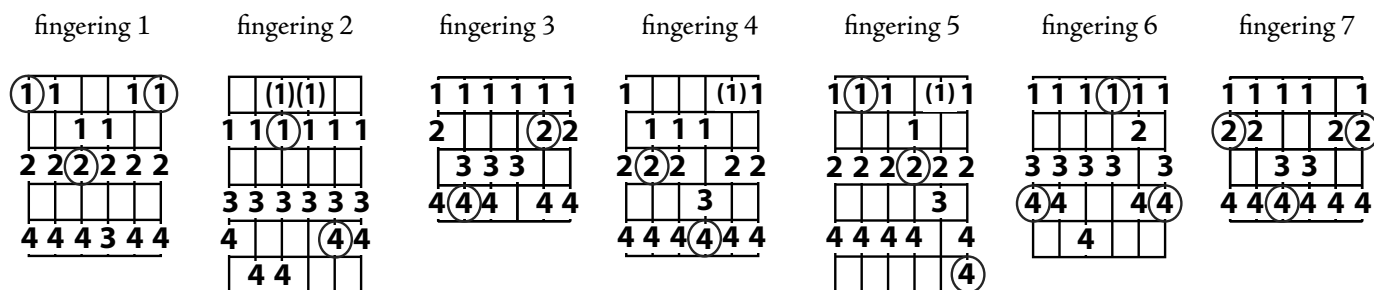 fingering 1
1 1 1 1
1 1
2 2 2 2 2 2
4 4 4 3 4 4
fingering 2
(1)(1)
1 1 1 1 1 1
3 3 3 3 3 3
4 4 4
4 4
fingering 3
1 1 1 1 1 1
2 2 2
3 3 3
4 4 4 4 4
fingering 4
1 (1) 1
1 1 1
2 2 2 2 2
3
4 4 4 4 4 4
fingering 5
1 1 1 (1) 1
1
2 2 2 2 2 2
3
4 4 4 4 4
4
fingering 6
1 1 1 1 1 1
2
3 3 3 3 3
4 4 4 4
4
fingering 7
1 1 1 1 1
2 2 2 2
3 3
4 4 4 4 4 4